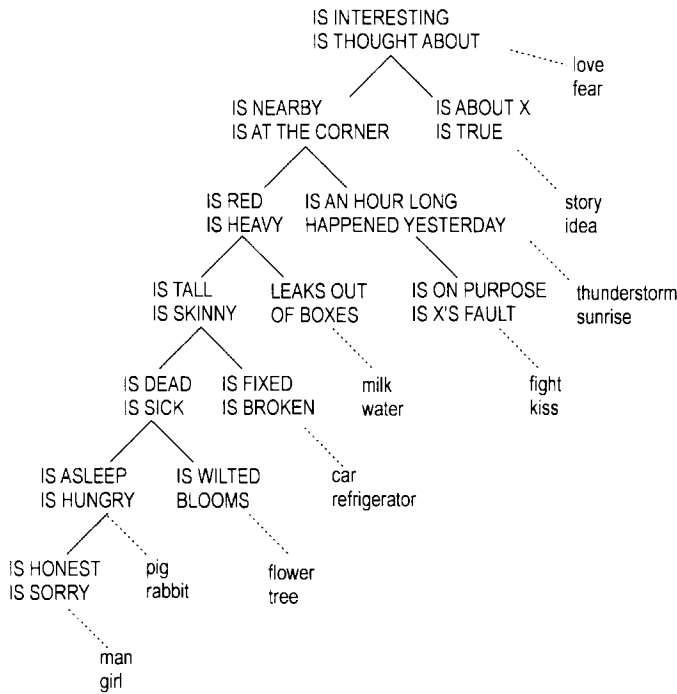 IS INTERESTING
IS THOUGHT ABOUT
love
fear
IS NEARBY
IS AT THE CORNER
IS ABOUT X
IS TRUE
story
idea
IS RED
IS HEAVY
IS AN HOUR LONG
HAPPENED YESTERDAY
thunderstorm
sunrise
IS TALL
IS SKINNY
LEAKS OUT
OF BOXES
IS ON PURPOSE
IS X'S FAULT
milk
water
fight
kiss
IS DEAD
IS SICK
IS FIXED
IS BROKEN
car
refrigerator
IS ASLEEP
IS HUNGRY
IS WILTED
BLOOMS
pig
rabbit
flower
tree
IS HONEST
IS SORRY
man
girl